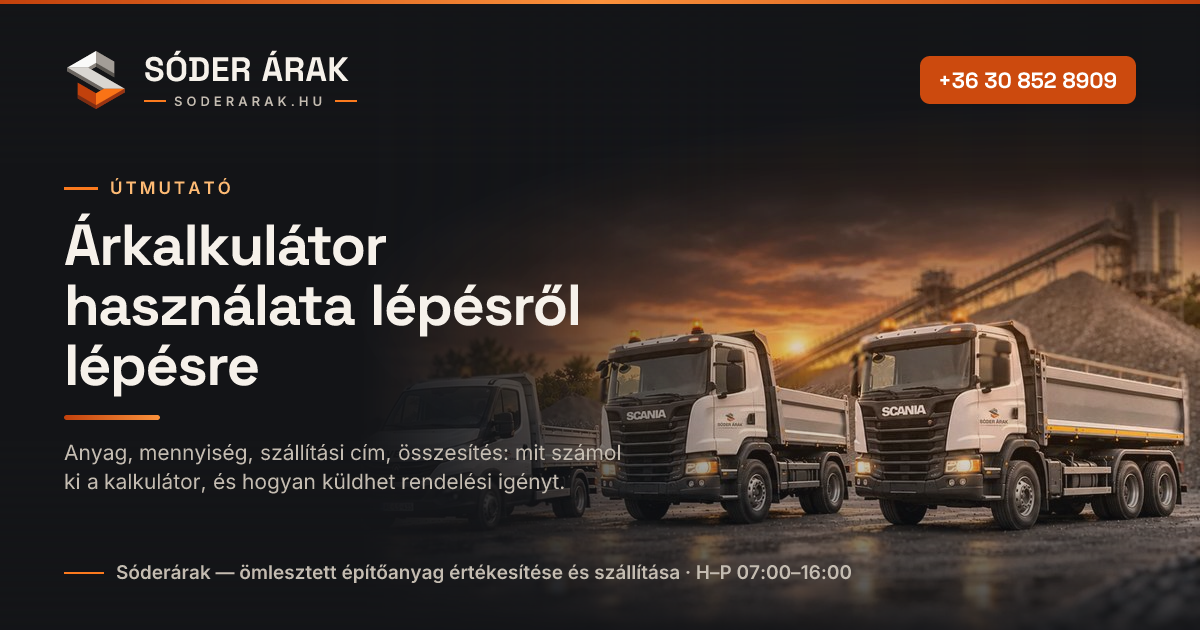 SÓDER ÁRAK
SODERARAK.HU
+36 30 852 8909
ÚTMUTATÓ
Árkalkulátor
használata lépésről
lépésre
Anyag, mennyiség, szállítási cím, összesítés: mit számol
ki a kalkulátor, és hogyan küldhet rendelési igényt.
SCANIA
SÓDER ÁRAK
SCANIA
SÓDER ÁRAK
Sóderárak — ömlesztett építőanyag értékesítése és szállítása · H–P 07:00–16:00